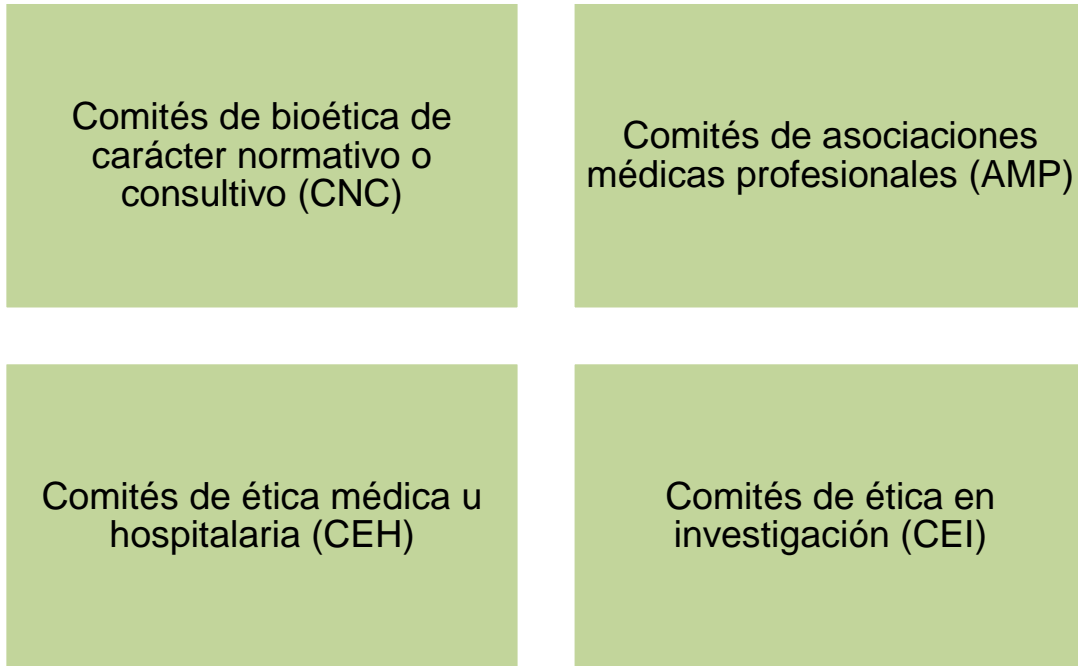 Comités de bioética de
carácter normativo o
consultivo (CNC)
Comités de asociaciones
médicas profesionales (AMP)
Comités de ética médica u
hospitalaria (CEH)
Comités de ética en
investigación (CEI)